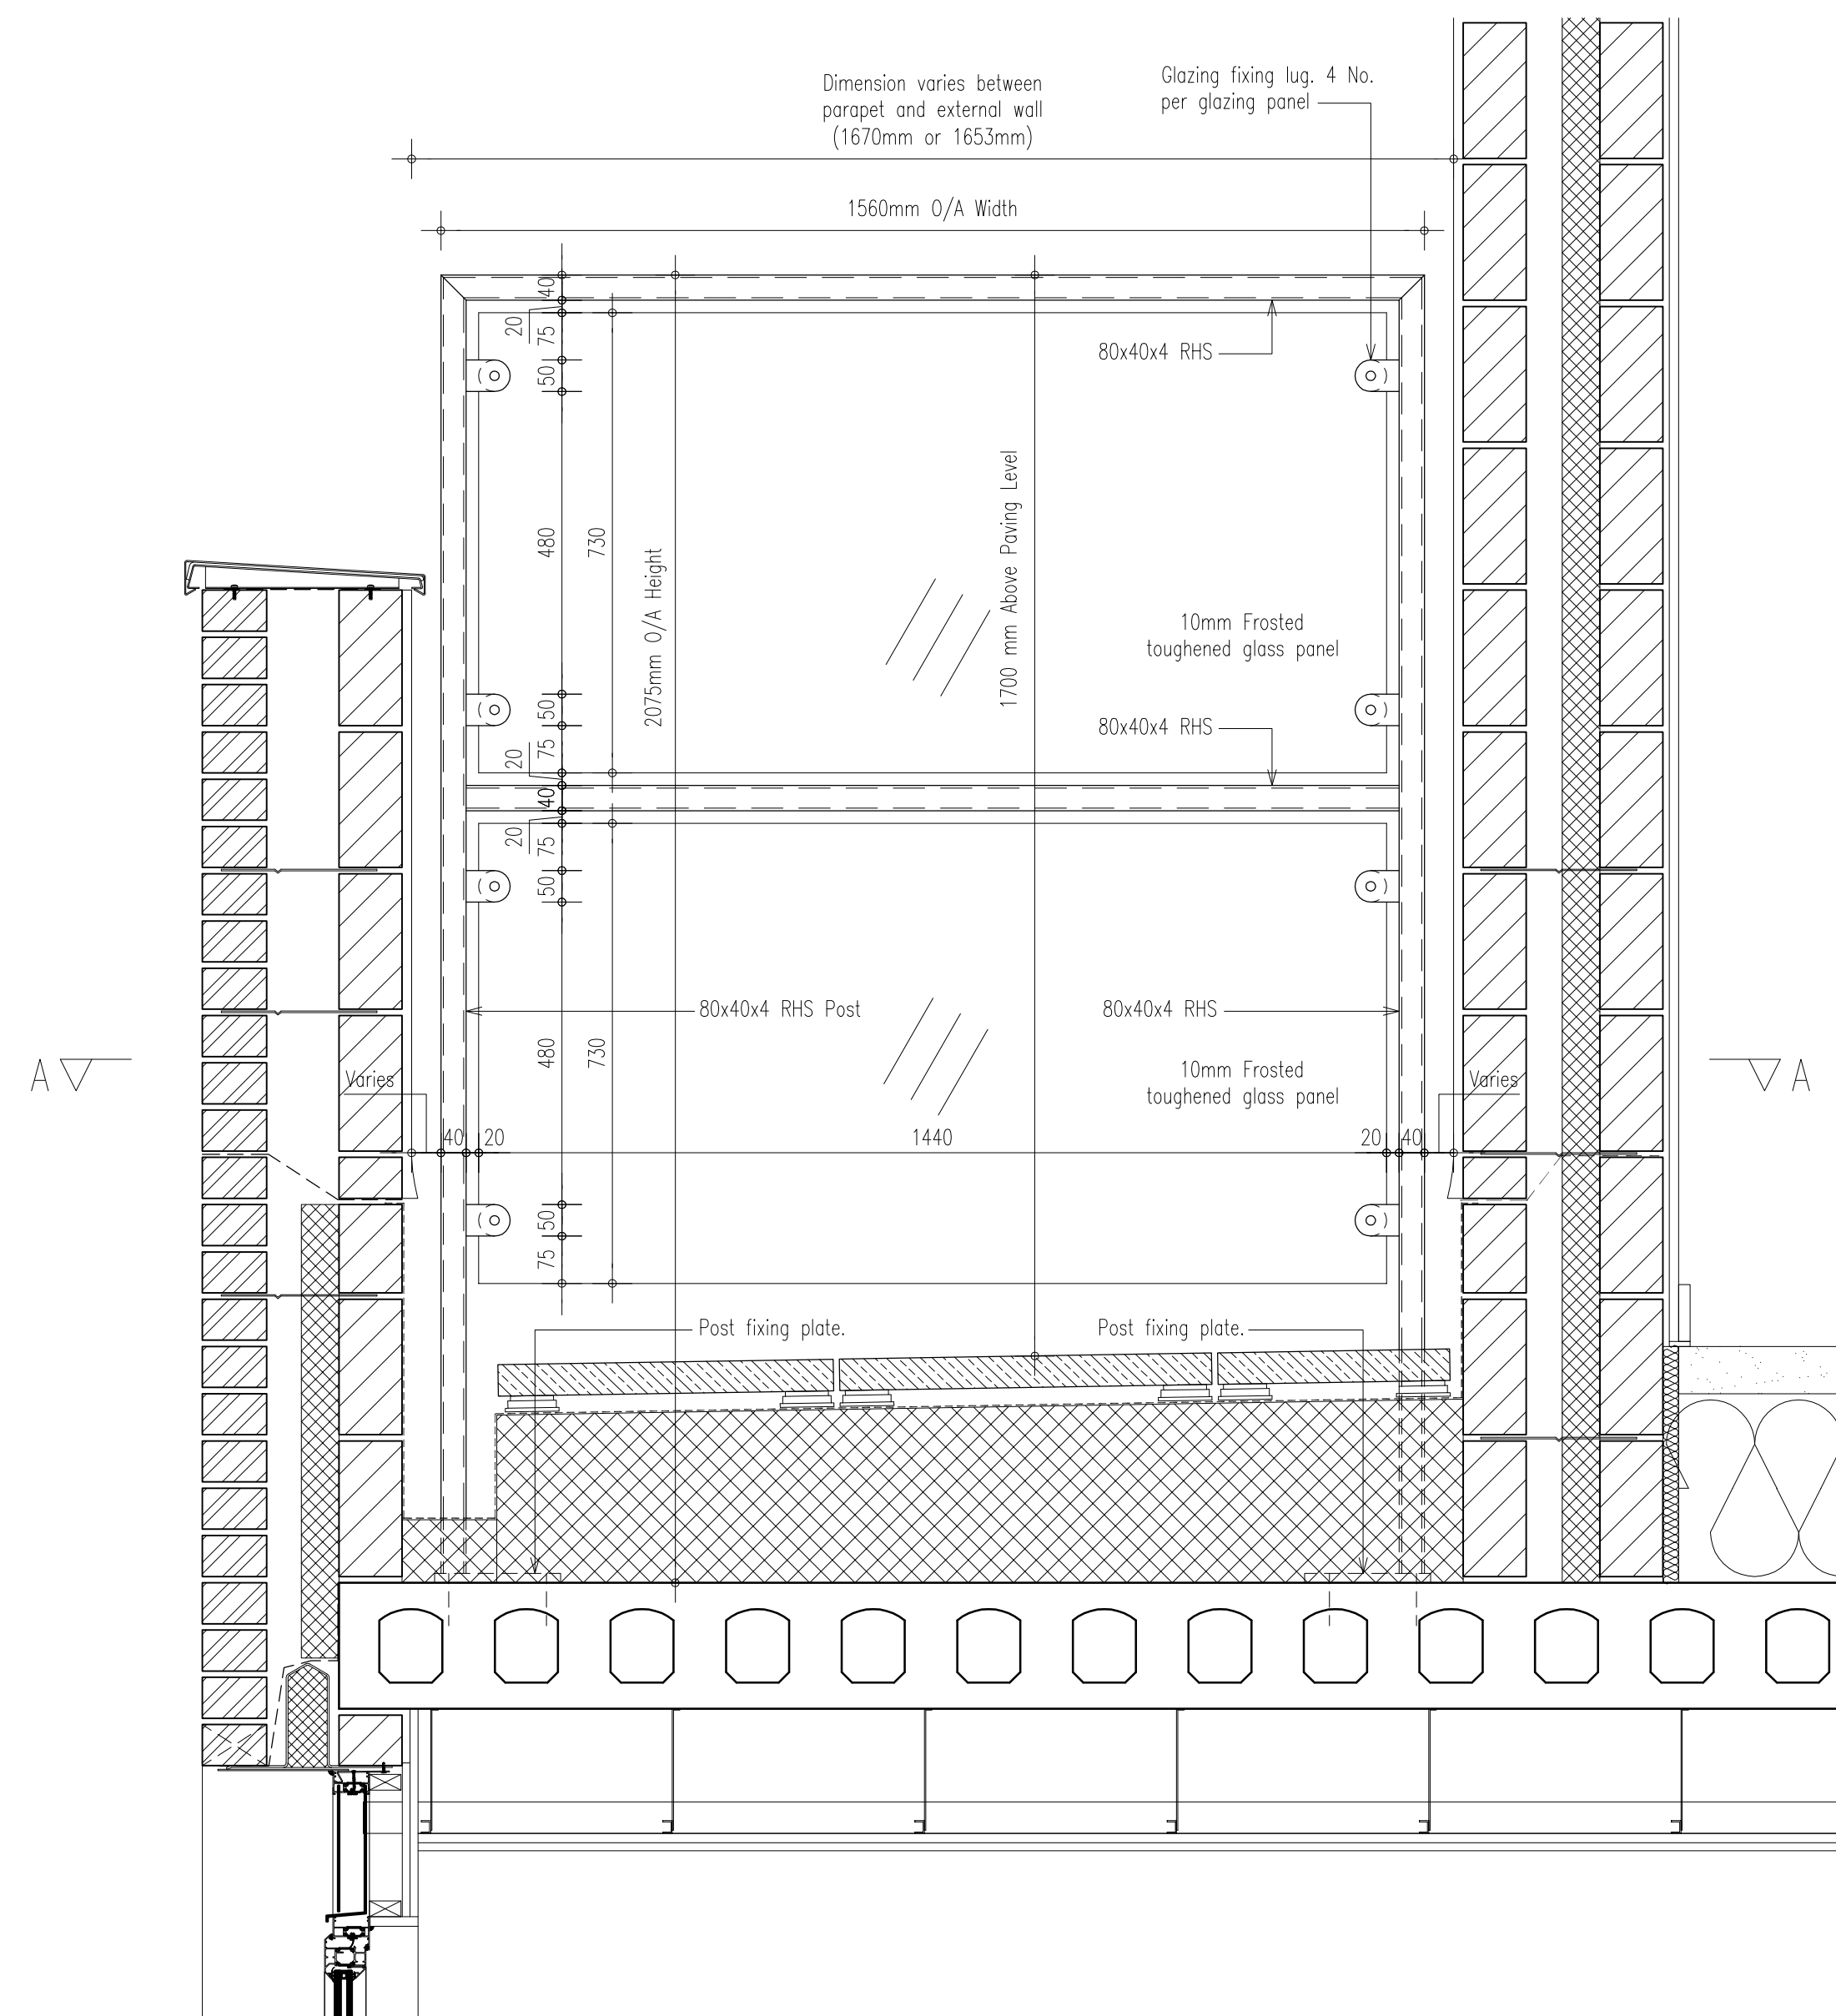 Dimension varies between
parapet and external wall
(1670mm or 1653mm)
Glazing fixing lug. 4 No.
per glazing panel
1560mm O/A Width
40
20
75
50
80x40x4 RHS
480
730
2075mm O/A Height
1700 mm Above Paving Level
10mm Frosted
toughened glass panel
50
75
20
80x40x4 RHS
40
20
75
50
80x40x4 RHS Post
80x40x4 RHS
480
730
10mm Frosted
toughened glass panel
A
A
Varies
Varies
40
20
1440
20
40
50
75
Post fixing plate.
Post fixing plate.